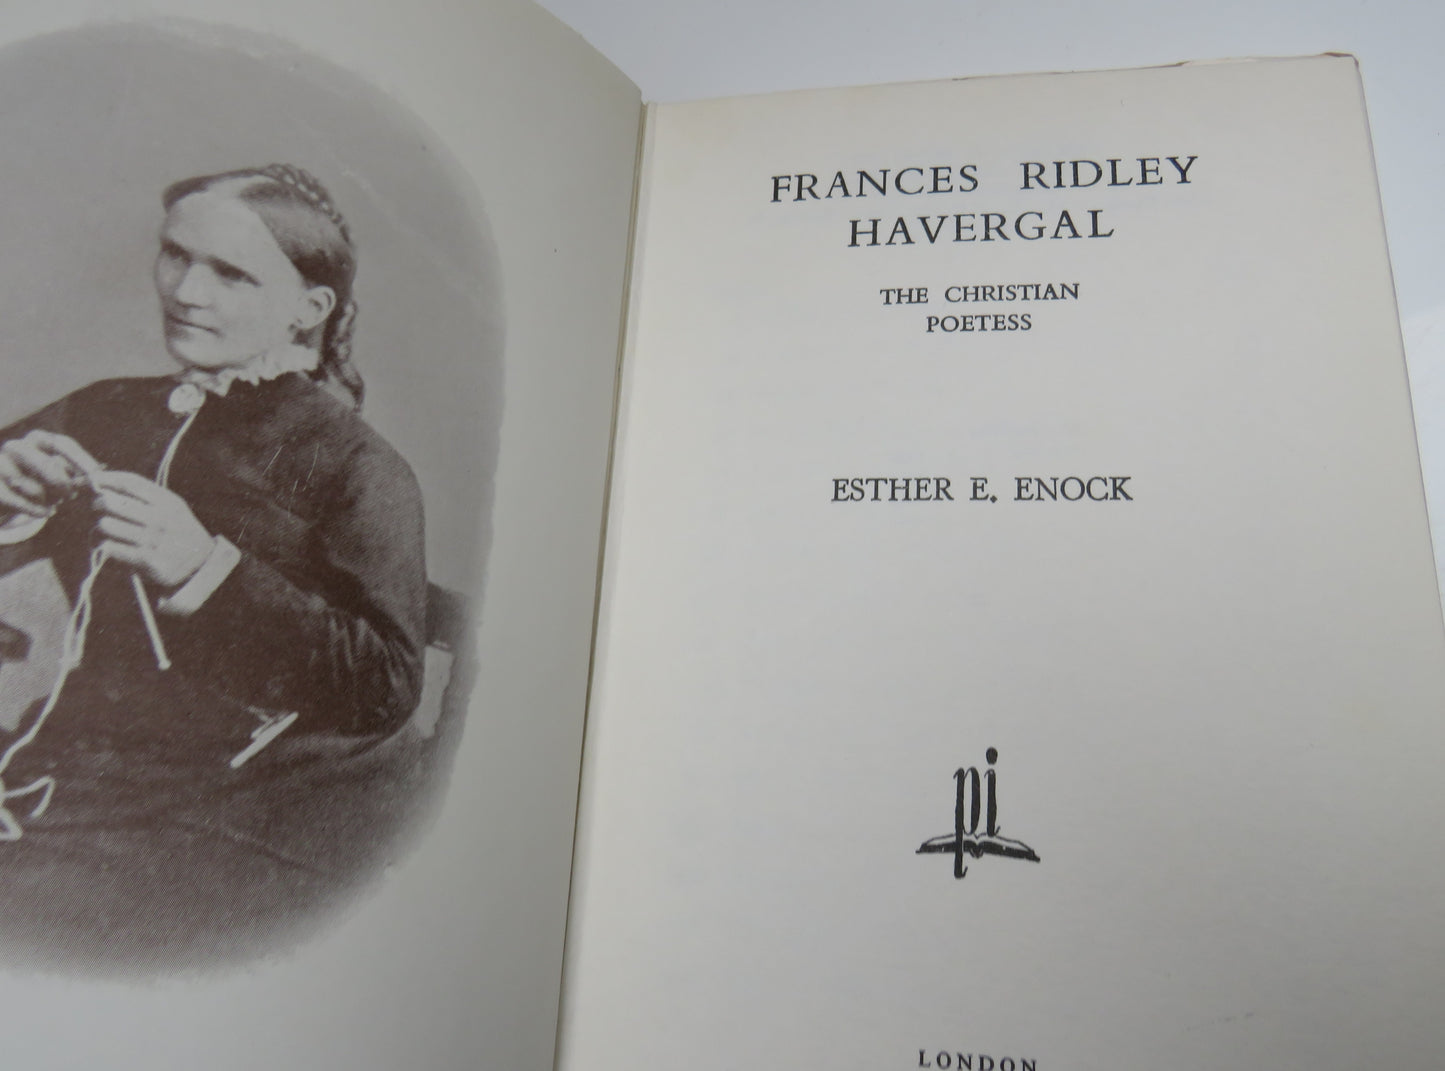 FRANCES RIDLEY
HAVERGAL
THE CHRISTIAN
POETESS
ESTHER E. ENOCK
pi
LONDON